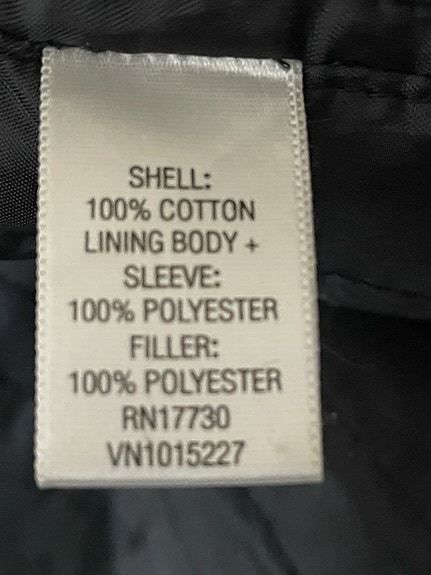 SHELL:
100% COTTON
LINING BODY +
SLEEVE:
100% POLYESTER
FILLER:
100% POLYESTER
RN17730
VN1015227